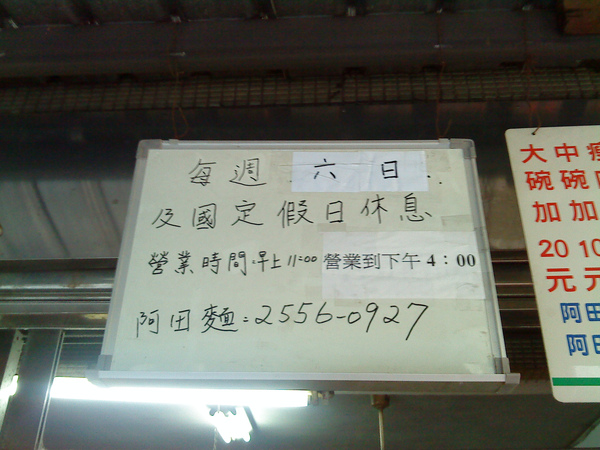 每週 六 日
及國定假日休息
營業時間:早上11:00 營業到下午 4：00
阿田麵:2556-0927
大中
碗碗
加加
20 10
元元
阿田
阿田